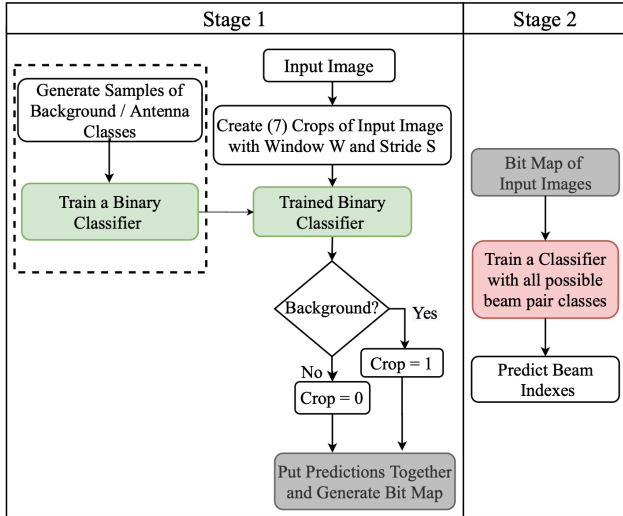 Stage 1
Stage 2
Generate Samples of
Background / Antenna
Classes
Train a Binary
Classifier
Input Image
Create (7) Crops of Input Image
with Window W and Stride S
Trained Binary
Classifier
Background?
Yes
No
Crop = 1
Crop = 0
Put Predictions Together
and Generate Bit Map
Bit Map of
Input Images
Train a Classifier
with all possible
beam pair classes
Predict Beam
Indexes